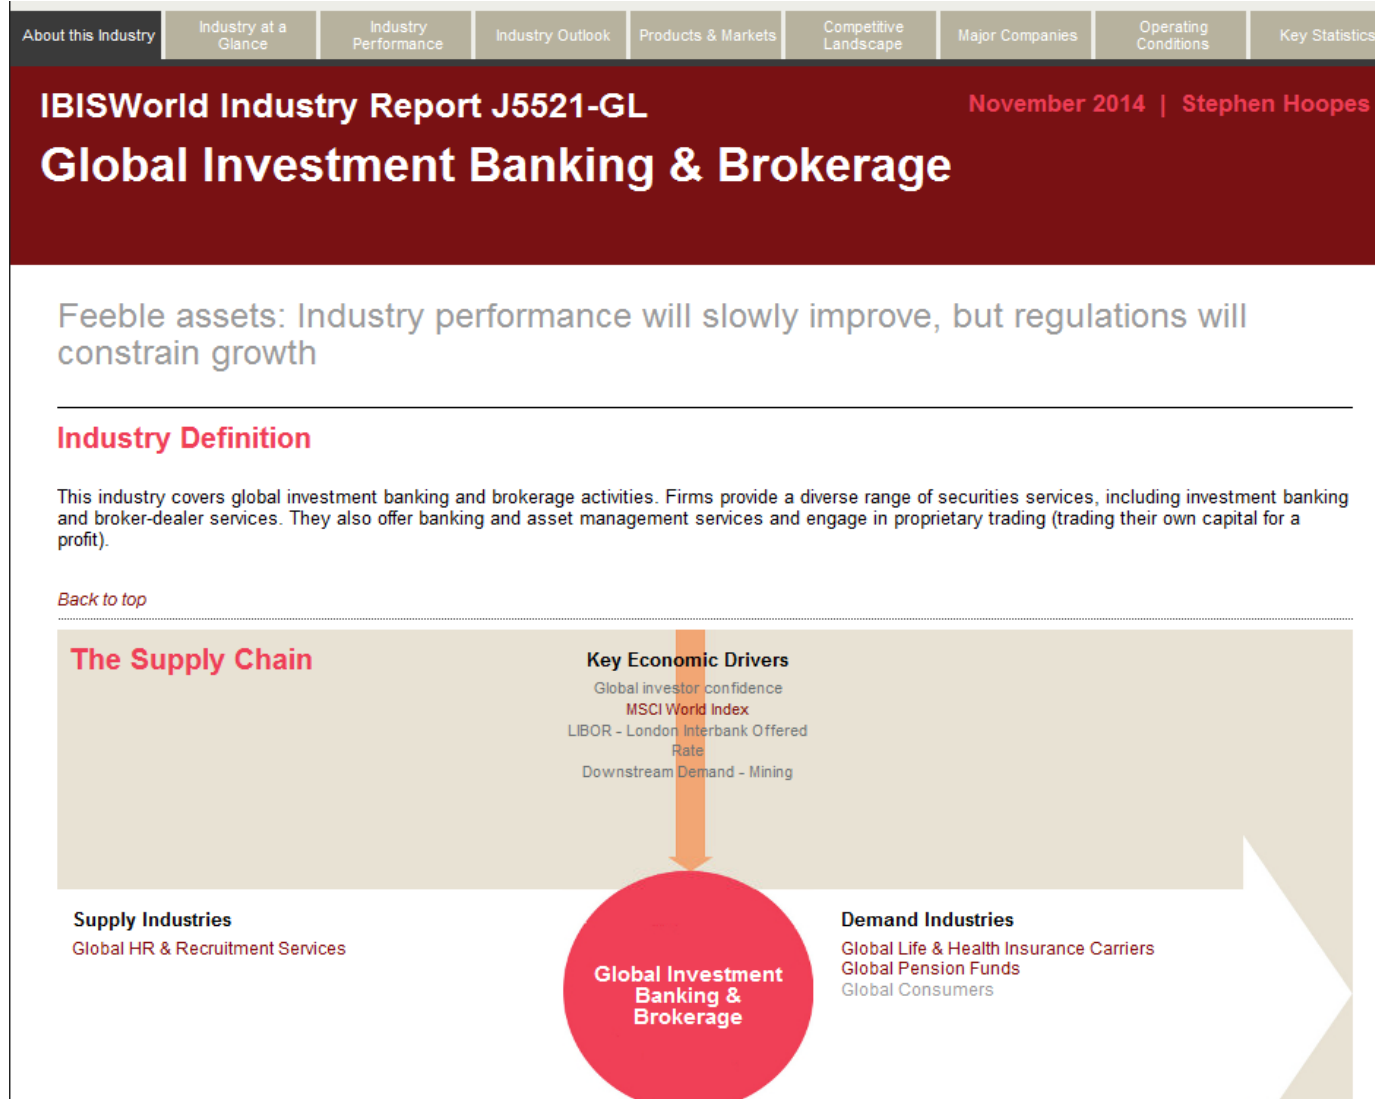 About this Industry
Industry at a
Glance
Industry
Performance
Industry Outlook
Products & Markets
Competitive
Landscape
Major Companies
Operating
Conditions
Key Statistics
IBISWorld Industry Report J5521-GL
November 2014 | Stephen Hoopes
Global Investment Banking & Brokerage
Feeble assets: Industry performance will slowly improve, but regulations will
constrain growth
Industry Definition
This industry covers global investment banking and brokerage activities. Firms provide a diverse range of securities services, including investment banking
and broker-dealer services. They also offer banking and asset management services and engage in proprietary trading (trading their own capital for a
profit).
Back to top
The Supply Chain
Key Economic Drivers
Global investor confidence
MSCI World Index
LIBOR - London Interbank Offered
Rate
Downstream Demand - Mining
Supply Industries
Global HR & Recruitment Services
Global Investment
Banking &
Brokerage
Demand Industries
Global Life & Health Insurance Carriers
Global Pension Funds
Global Consumers